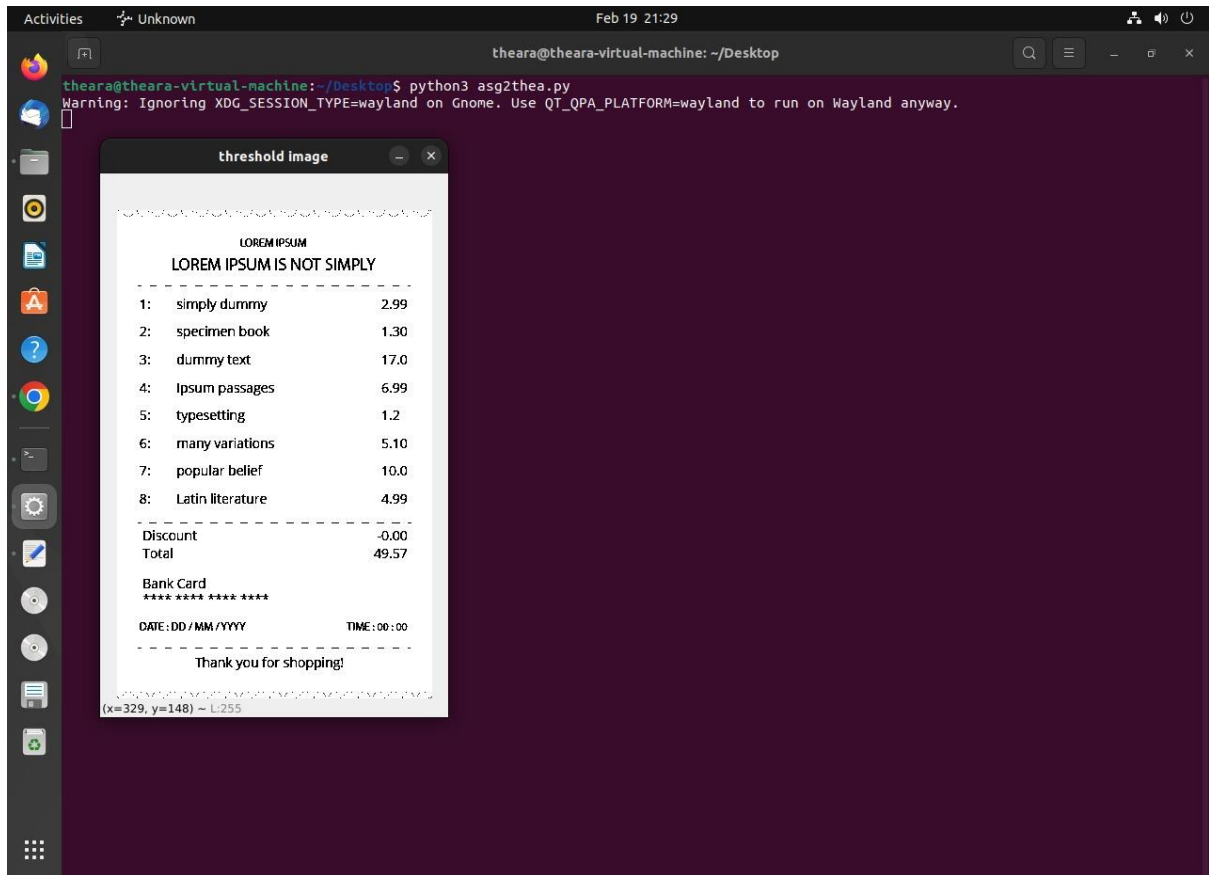 Activities Unknown Feb 19 21:29
theara@theara-virtual-machine: ~/Desktop
theara@theara-virtual-machine:~/Desktop$ python3 asg2thea.py
Warning: Ignoring XDG_SESSION_TYPE=wayland on Gnome. Use QT_QPA_PLATFORM=wayland to run on Wayland anyway.
threshold image
LOREM IPSUM
LOREM IPSUM IS NOT SIMPLY
1: simply dummy 2.99
2: specimen book 1.30
3: dummy text 17.0
4: Ipsum passages 6.99
5: typesetting 1.2
6: many variations 5.10
7: popular belief 10.0
8: Latin literature 4.99
Discount -0.00
Total 49.57
Bank Card
**** **** **** ****
DATE : DD / MM / YYYY TIME : 00 : 00
Thank you for shopping!
(x=329, y=148) ~ L:255